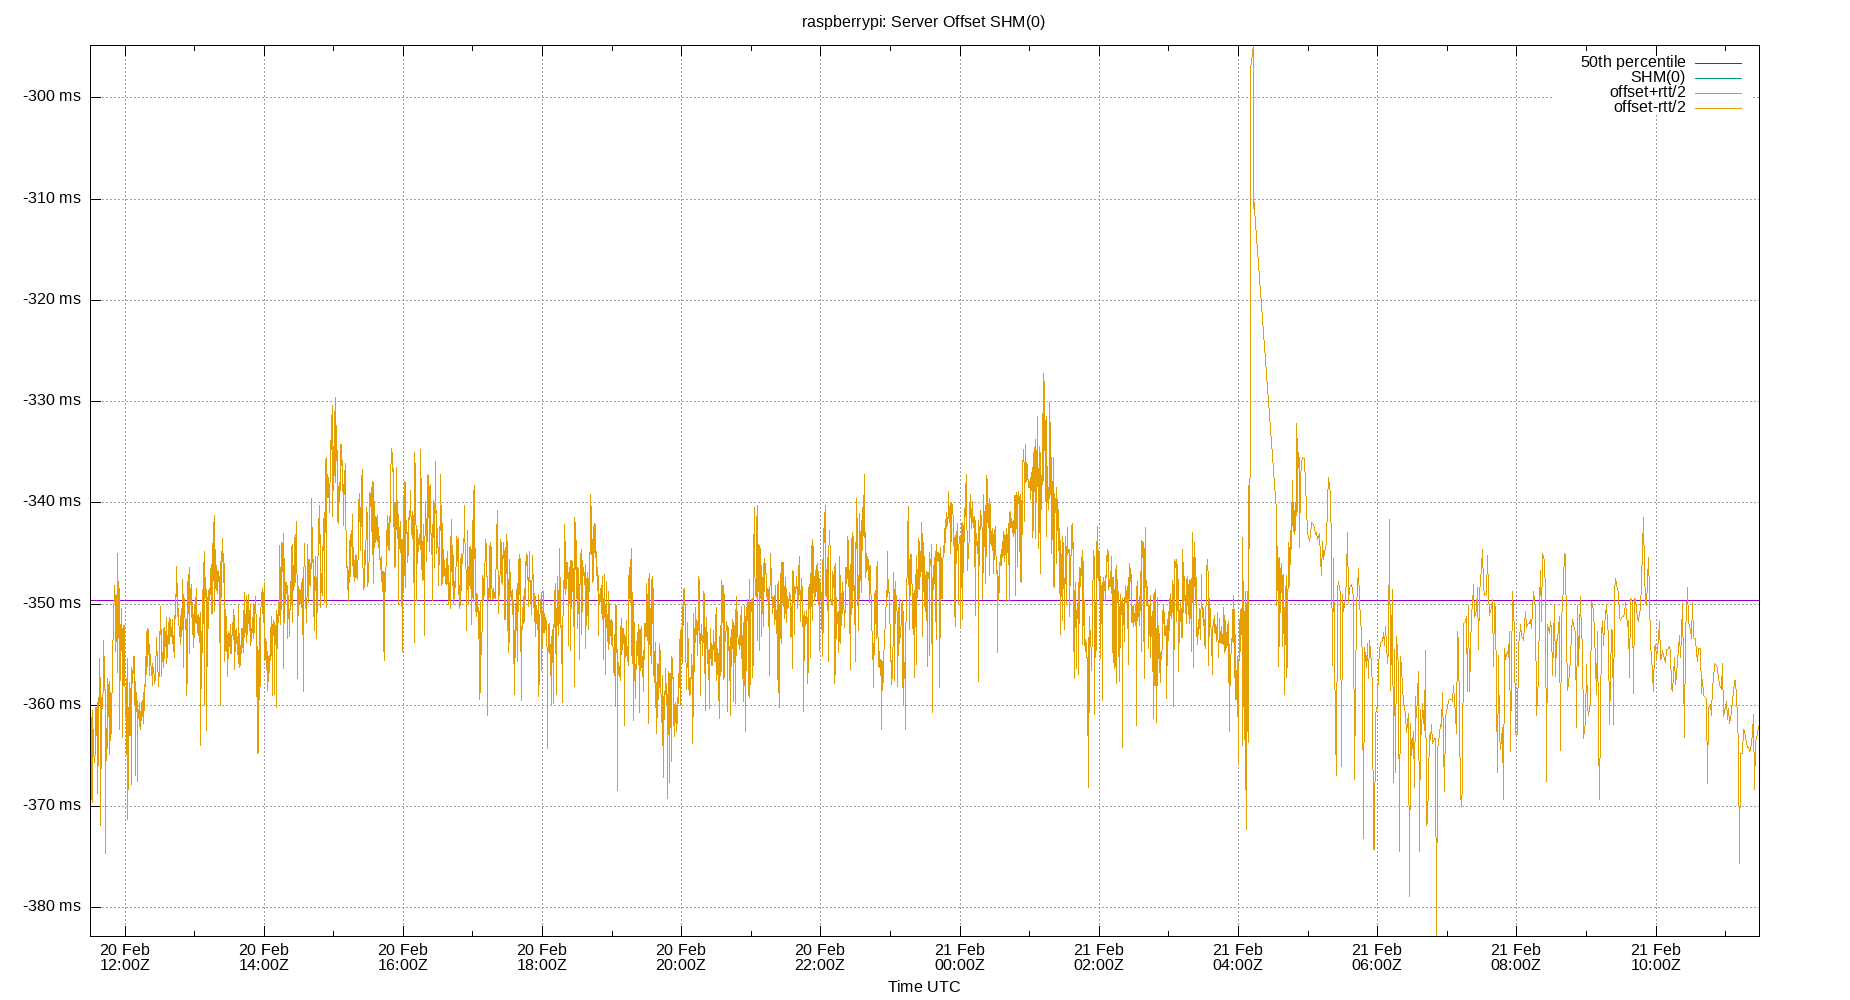 raspberrypi: Server Offset SHM(0)
50th percentile
SHM(0)
offset+rtt/2
offset-rtt/2
-300 ms
-310 ms
-320 ms
-330 ms
-340 ms
-350 ms
-360 ms
-370 ms
-380 ms
20 Feb 20 Feb 20 Feb 20 Feb 20 Feb 20 Feb 21 Feb 21 Feb 21 Feb 21 Feb 21 Feb 21 Feb
12:00Z 14:00Z 16:00Z 18:00Z 20:00Z 22:00Z 00:00Z 02:00Z 04:00Z 06:00Z 08:00Z 10:00Z
Time UTC